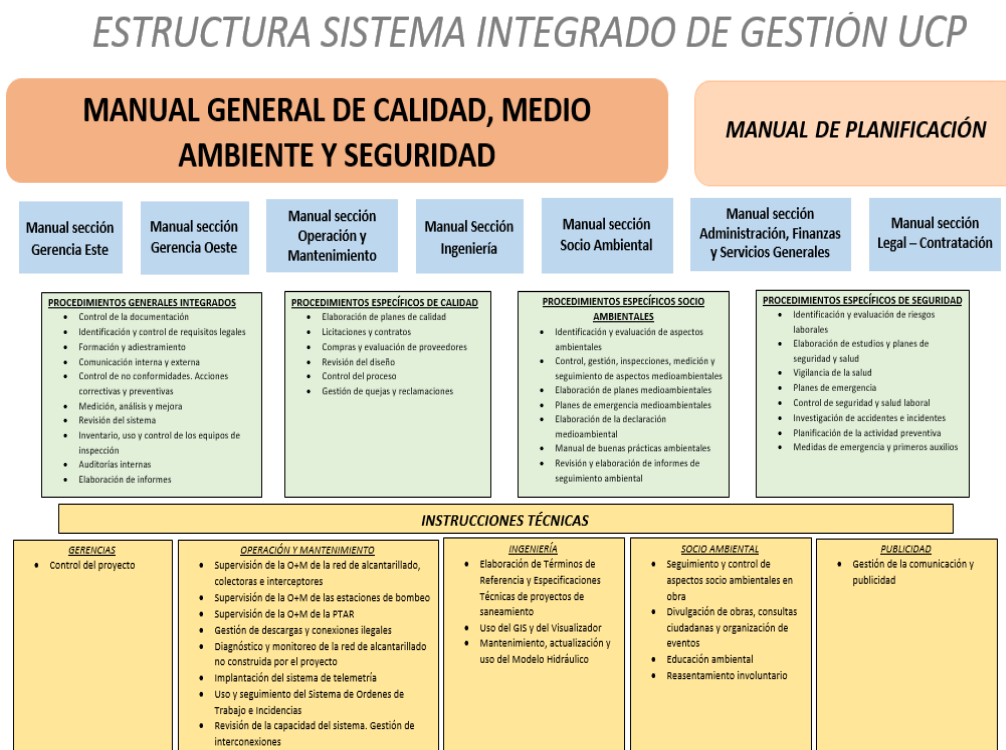 ESTRUCTURA SISTEMA INTEGRADO DE GESTIÓN UCP
MANUAL GENERAL DE CALIDAD, MEDIO
AMBIENTE Y SEGURIDAD
MANUAL DE PLANIFICACIÓN
Manual sección
Gerencia Este
Manual sección
Gerencia Oeste
Manual sección
Operación y
Mantenimiento
Manual Sección
Ingeniería
Manual sección
Socio Ambiental
Manual sección
Administración, Finanzas
y Servicios Generales
Manual sección
Legal – Contratación
PROCEDIMIENTOS GENERALES INTEGRADOS
• Control de la documentación
• Identificación y control de requisitos legales
• Formación y adiestramiento
• Comunicación interna y externa
• Control de no conformidades. Acciones
correctivas y preventivas
• Medición, análisis y mejora
• Revisión del sistema
• Inventario, uso y control de los equipos de
inspección
• Auditorias internas
• Elaboración de informes
PROCEDIMIENTOS ESPECÍFICOS DE CALIDAD
• Elaboración de planes de calidad
• Licitaciones y contratos
• Compras y evaluación de proveedores
• Revisión del diseño
• Control del proceso
• Gestión de quejas y reclamaciones
PROCEDIMIENTOS ESPECÍFICOS SOCIO
AMBIENTALES
• Identificación y evaluación de aspectos
ambientales
• Control, gestión, inspecciones, medición y
seguimiento de aspectos medioambientales
• Elaboración de planes medioambientales
• Planes de emergencia medioambientales
• Elaboración de la declaración
medioambiental
• Manual de buenas prácticas ambientales
• Revisión y elaboración de informes de
seguimiento ambiental
PROCEDIMIENTOS ESPECÍFICOS DE SEGURIDAD
• Identificación y evaluación de riesgos
laborales
• Elaboración de estudios y planes de
seguridad y salud
• Vigilancia de la salud
• Planes de emergencia
• Control de seguridad y salud laboral
• Investigación de accidentes e incidentes
• Planificación de la actividad preventiva
• Medidas de emergencia y primeros auxilios
INSTRUCCIONES TÉCNICAS
GERENCIAS
• Control del proyecto
OPERACIÓN Y MANTENIMIENTO
• Supervisión de la O+M de la red de alcantarillado,
colectoras e interceptores
• Supervisión de la O+M de las estaciones de bombeo
• Supervisión de la O+M de la PTAR
• Gestión de descargas y conexiones ilegales
• Diagnóstico y monitoreo de la red de alcantarillado
no construida por el proyecto
• Implantación del sistema de telemetría
• Uso y seguimiento del Sistema de Ordenes de
Trabajo e Incidencias
• Revisión de la capacidad del sistema. Gestión de
interconexiones
INGENIERÍA
• Elaboración de Términos de
Referencia y Especificaciones
Técnicas de proyectos de
saneamiento
• Uso del GIS y del Visualizador
• Mantenimiento, actualización y
uso del Modelo Hidráulico
SOCIO AMBIENTAL
• Seguimiento y control de
aspectos socio ambientales en
obra
• Divulgación de obras, consultas
ciudadanas y organización de
eventos
• Educación ambiental
• Reasentamiento involuntario
PUBLICIDAD
• Gestión de la comunicación y
publicidad